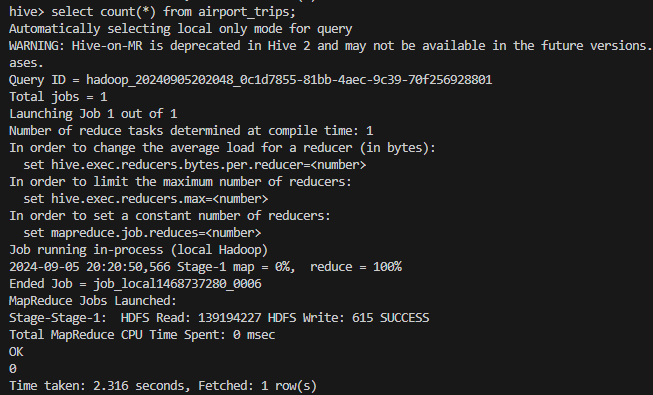 hive> select count(*) from airport_trips;
Automatically selecting local only mode for query
WARNING: Hive-on-MR is deprecated in Hive 2 and may not be available in the future versions.
ases.
Query ID = hadoop_20240905202048_0c1d7855-81bb-4aec-9c39-70f256928801
Total jobs = 1
Launching Job 1 out of 1
Number of reduce tasks determined at compile time: 1
In order to change the average load for a reducer (in bytes):
  set hive.exec.reducers.bytes.per.reducer=<number>
In order to limit the maximum number of reducers:
  set hive.exec.reducers.max=<number>
In order to set a constant number of reducers:
  set mapreduce.job.reduces=<number>
Job running in-process (local Hadoop)
2024-09-05 20:20:50,566 Stage-1 map = 0%,  reduce = 100%
Ended Job = job_local1468737280_0006
MapReduce Jobs Launched:
Stage-Stage-1:  HDFS Read: 139194227 HDFS Write: 615 SUCCESS
Total MapReduce CPU Time Spent: 0 msec
OK
0
Time taken: 2.316 seconds, Fetched: 1 row(s)